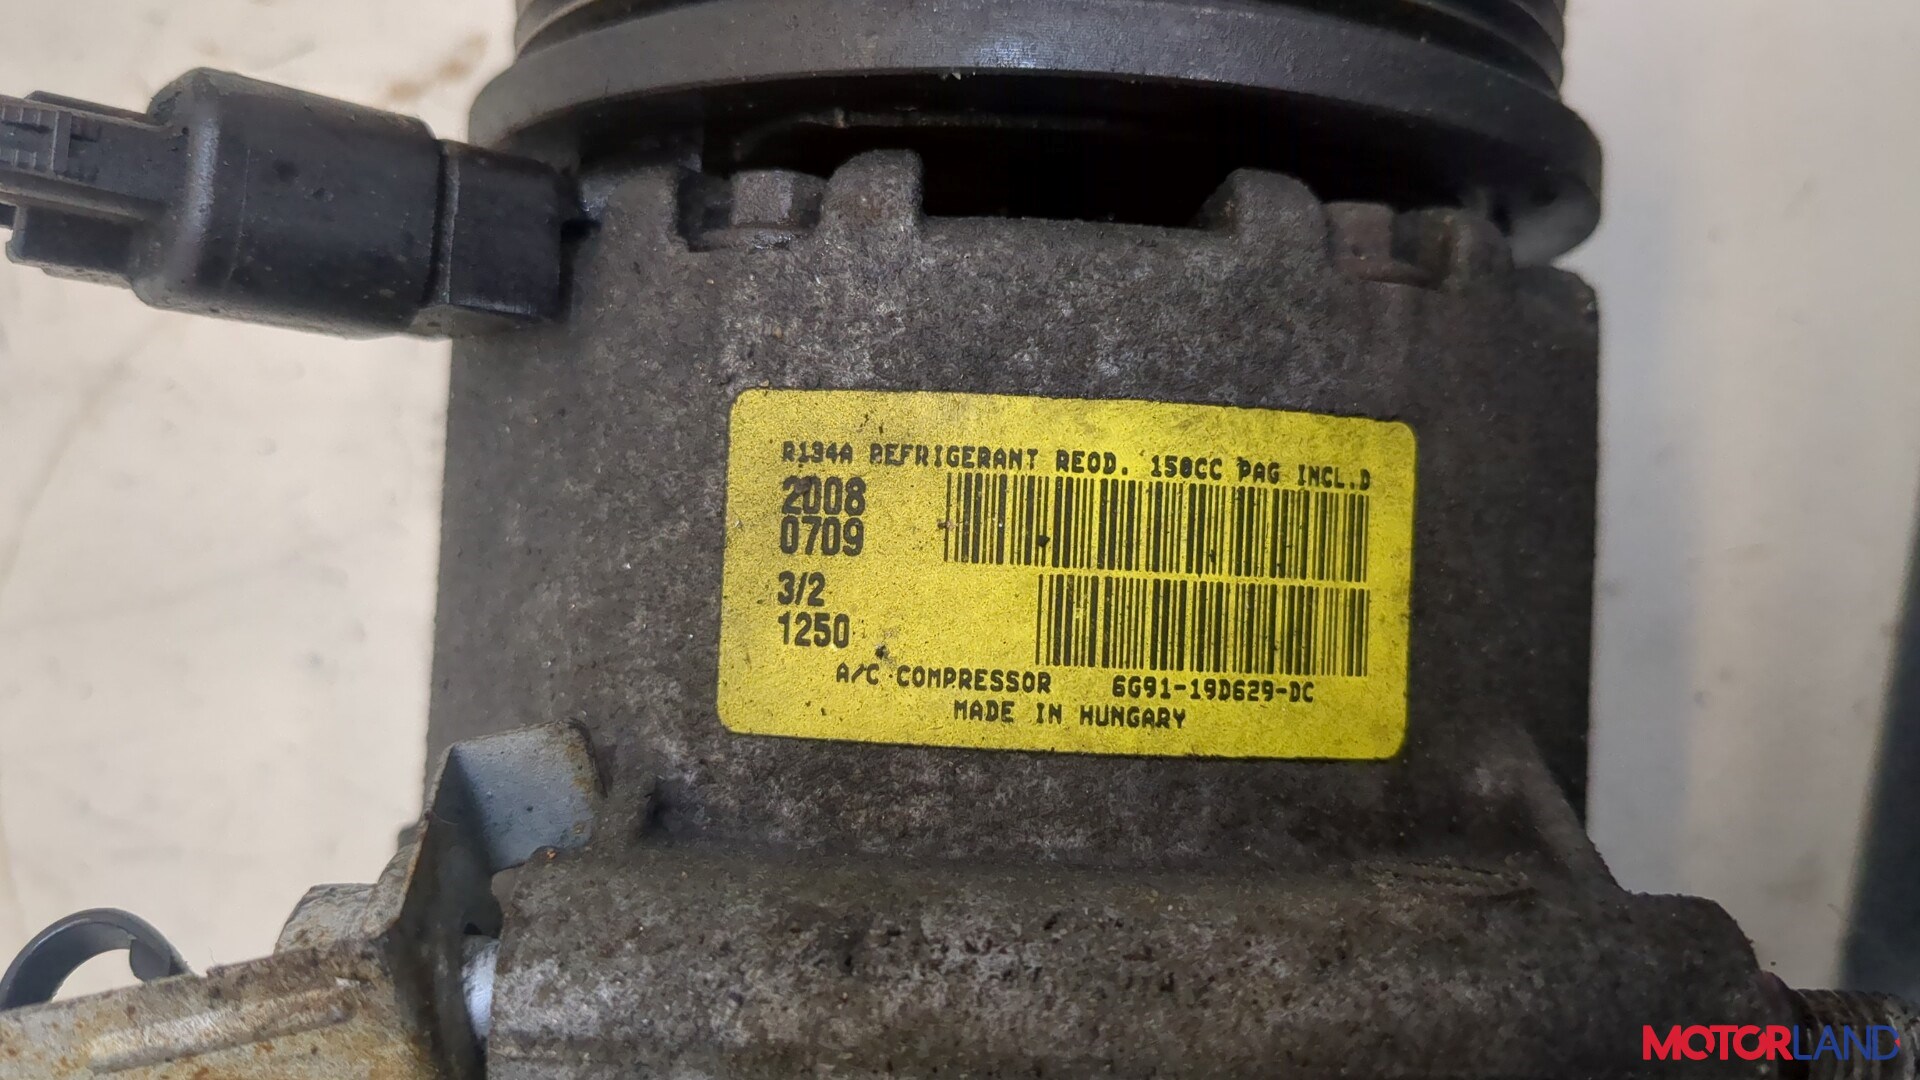 R134A REFRIGERANT REQD. 150CC PAG INCL.D
2008
0709
3/2
1250
A/C COMPRESSOR 6G91-19D629-DC
MADE IN HUNGARY
MOTORLAND